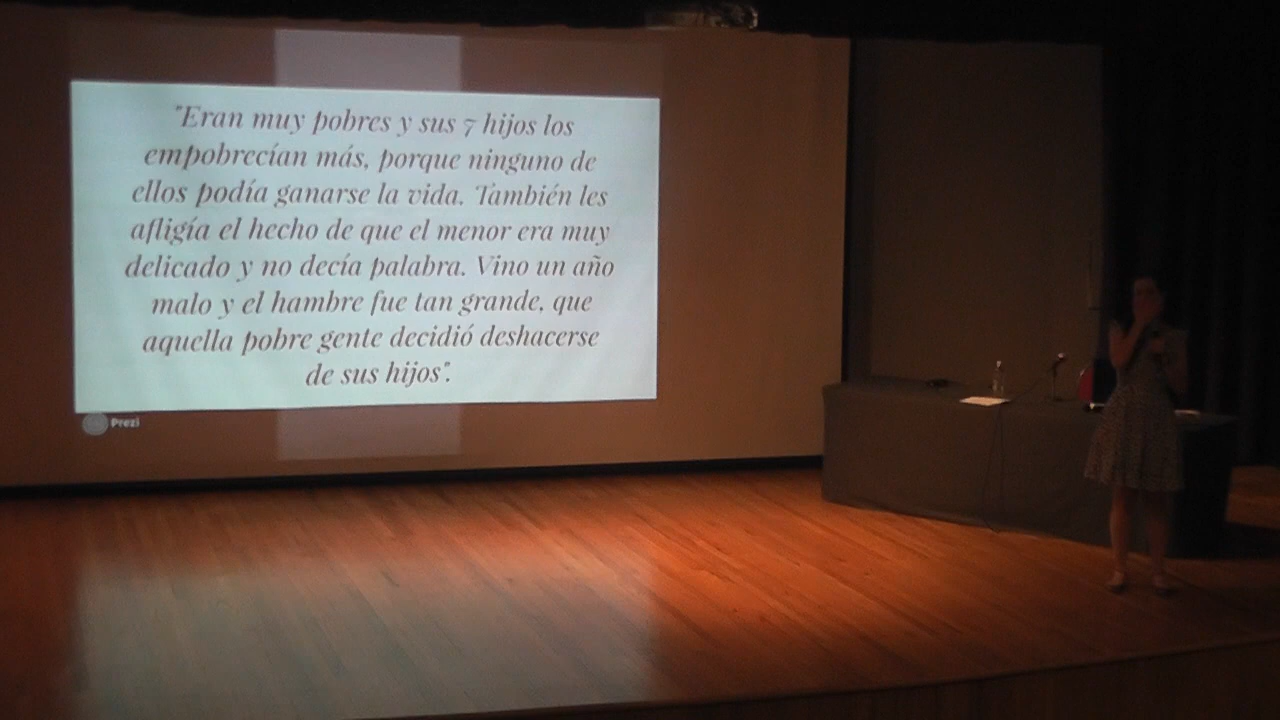 "Eran muy pobres y sus 7 hijos los
empobrecían más, porque ninguno de
ellos podía ganarse la vida. También les
afligía el hecho de que el menor era muy
delicado y no decía palabra. Vino un año
malo y el hambre fue tan grande, que
aquella pobre gente decidió deshacerse
de sus hijos".
Prezi